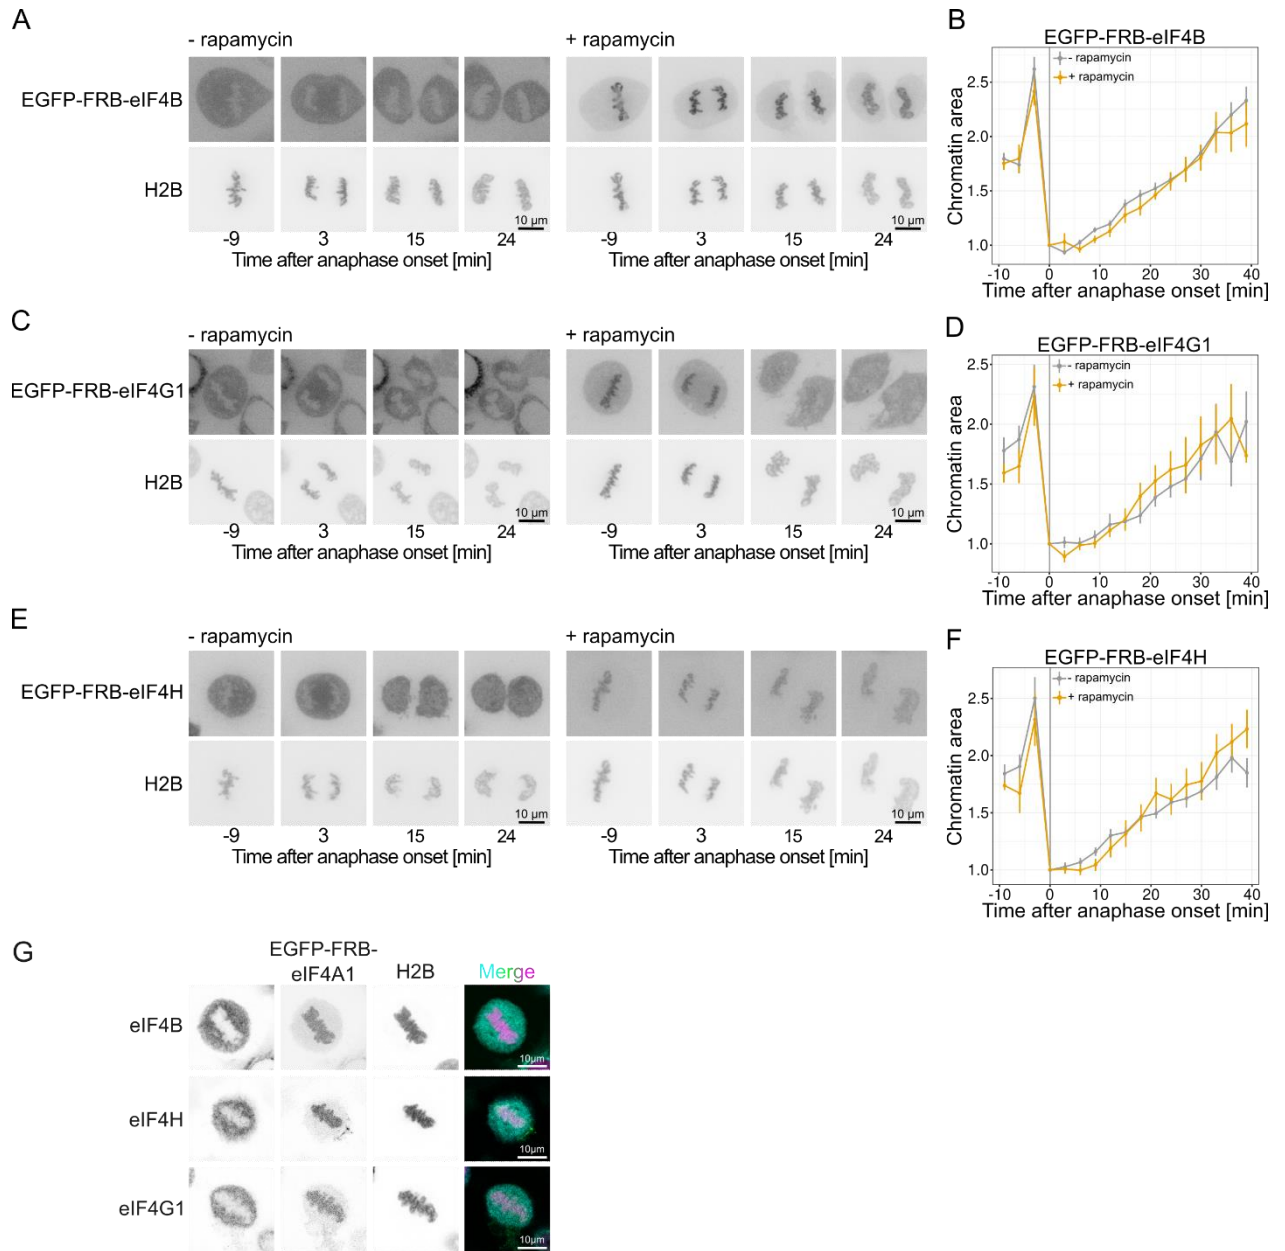 A
- rapamycin
+ rapamycin
EGFP-FRB-eIF4B
H2B
10 µm
10 µm
-9 3 15 24
-9 3 15 24
Time after anaphase onset [min]
Time after anaphase onset [min]
B
EGFP-FRB-eIF4B
- rapamycin
+ rapamycin
Chromatin area
2.5
2.0
1.5
1.0
-10 0 10 20 30 40
Time after anaphase onset [min]
C
- rapamycin
+ rapamycin
EGFP-FRB-eIF4G1
H2B
10 µm
10 µm
-9 3 15 24
-9 3 15 24
Time after anaphase onset [min]
Time after anaphase onset [min]
D
EGFP-FRB-eIF4G1
- rapamycin
+ rapamycin
Chromatin area
2.5
2.0
1.5
1.0
-10 0 10 20 30 40
Time after anaphase onset [min]
E
- rapamycin
+ rapamycin
EGFP-FRB-eIF4H
H2B
10 µm
10 µm
-9 3 15 24
-9 3 15 24
Time after anaphase onset [min]
Time after anaphase onset [min]
F
EGFP-FRB-eIF4H
- rapamycin
+ rapamycin
Chromatin area
2.5
2.0
1.5
1.0
-10 0 10 20 30 40
Time after anaphase onset [min]
G
EGFP-FRB-
eIF4A1
H2B
Merge
eIF4B
10µm
eIF4H
10µm
eIF4G1
10µm